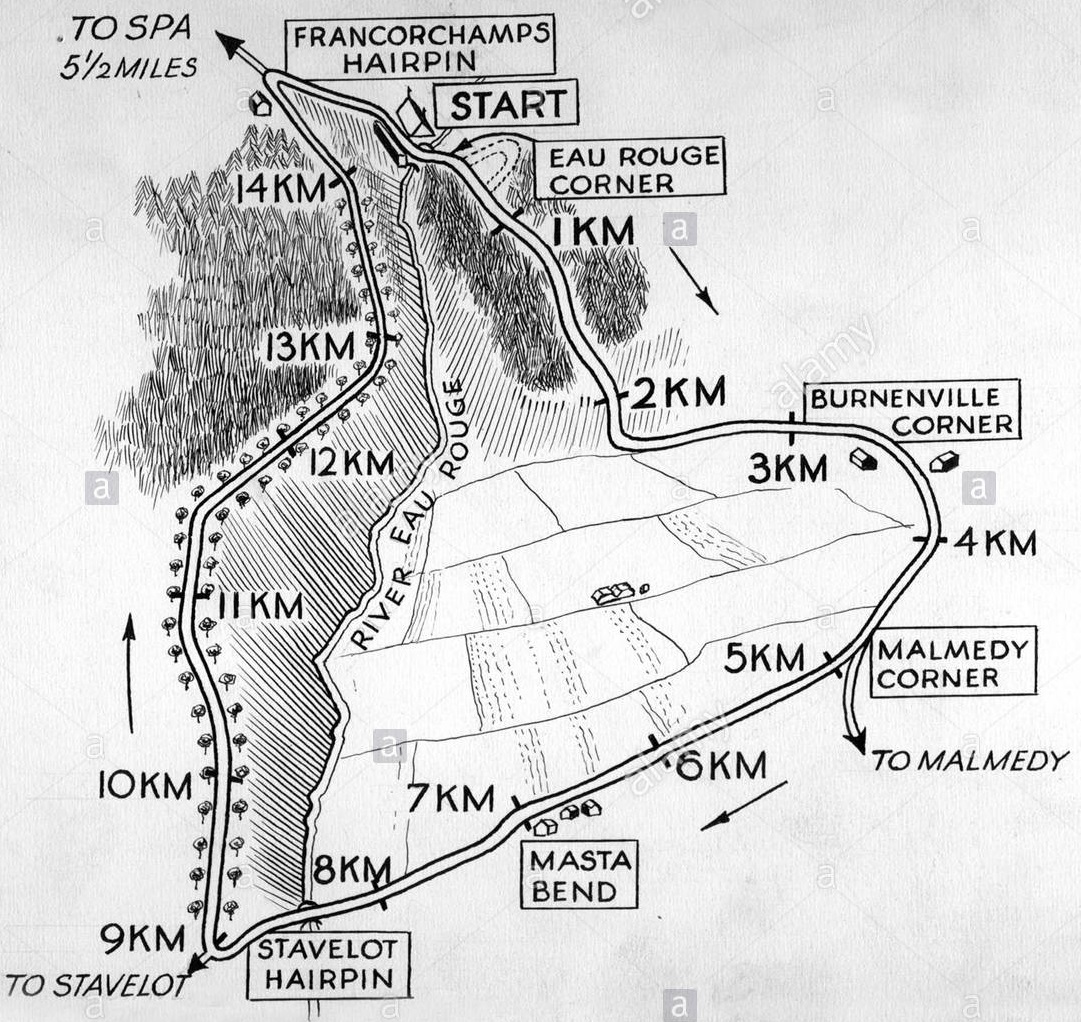 TO SPA
5½ MILES
FRANCORCHAMPS
HAIRPIN
START
EAU ROUGE
CORNER
14KM
1KM
13KM
2KM
BURNENVILLE
CORNER
12KM
3KM
RIVER EAU ROUGE
4KM
11KM
MALMEDY
CORNER
5KM
TO MALMEDY
6KM
10KM
7KM
MASTA
BEND
8KM
9KM
STAVELOT
HAIRPIN
TO STAVELOT
alamy
alamy
a
a
a
a
a
a
a
a
a
a